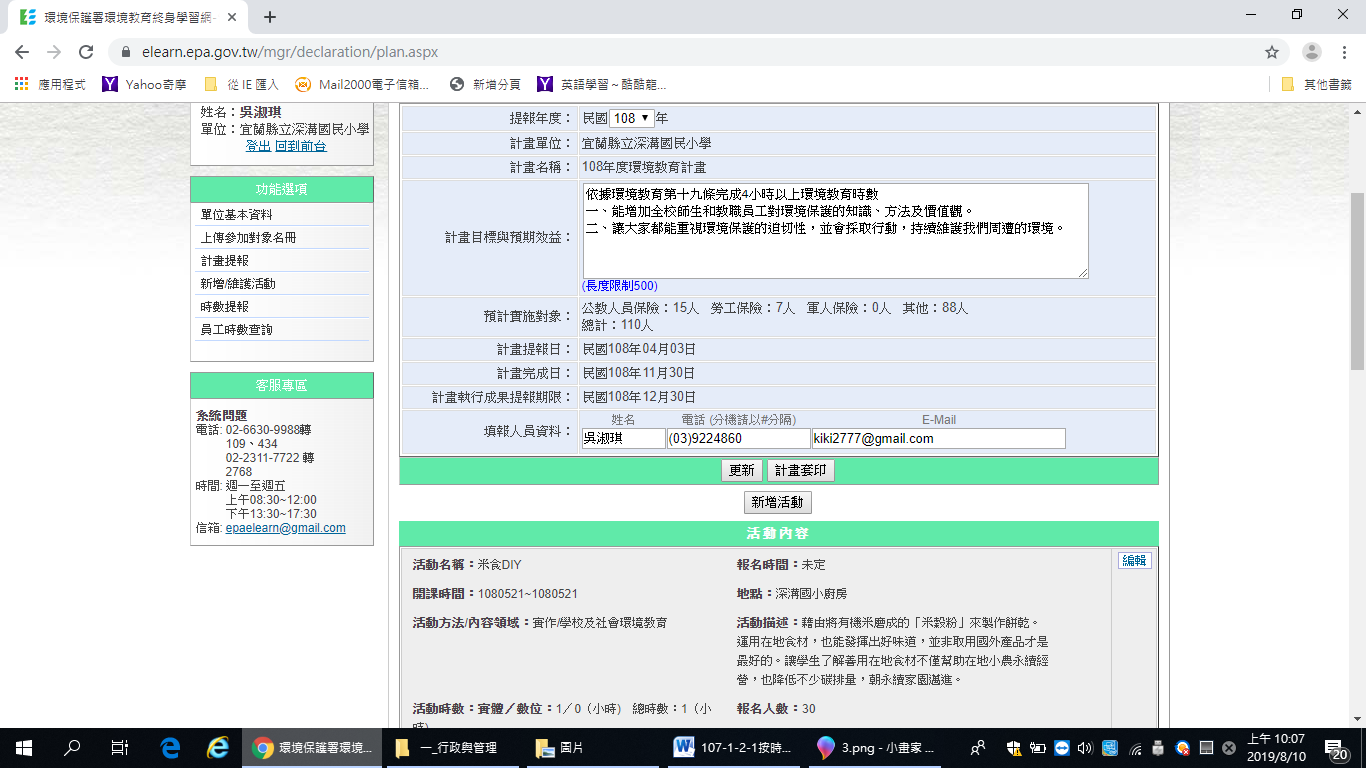 環境保護署環境教育終身學習網-
elearn.epa.gov.tw/mgr/declaration/plan.aspx
應用程式 Yahoo奇摩 從 IE 匯入 Mail2000電子信箱... 新增分頁 英語學習～酷酷龍... 其他書籤
姓名：吳淑琪
單位：宜蘭縣立深溝國民小學
登出 回到前台
功能選項
單位基本資料
上傳參加對象名冊
計畫提報
新增/維護活動
時數提報
員工時數查詢
客服專區
系統問題
電話: 02-6630-9988轉
109、434
02-2311-7722 轉
2768
時間: 週一至週五
上午08:30~12:00
下午13:30~17:30
信箱: epaelearn@gmail.com
提報年度： 民國 108 年
計畫單位： 宜蘭縣立深溝國民小學
計畫名稱： 108年度環境教育計畫
計畫目標與預期效益：
依據環境教育第十九條完成4小時以上環境教育時數
一、能增加全校師生和教職員工對環境保護的知識、方法及價值觀。
二、讓大家都能重視環境保護的迫切性，並會採取行動，持續維護我們周遭的環境。
(長度限制500)
預計實施對象： 公教人員保險：15人 勞工保險：7人 軍人保險：0人 其他：88人
總計：110人
計畫提報日： 民國108年04月03日
計畫完成日： 民國108年11月30日
計畫執行成果提報期限： 民國108年12月30日
填報人員資料：
姓名 電話 (分機請以#分隔) E-Mail
吳淑琪 (03)9224860 kiki2777@gmail.com
更新 計畫套印
新增活動
活動內容
活動名稱：米食DIY 報名時間：未定 編輯
開課時間：1080521~1080521 地點：深溝國小廚房
活動方法/內容領域：實作/學校及社會環境教育
活動描述：藉由將有機米磨成的「米穀粉」來製作餅乾。
運用在地食材，也能發揮出好味道，並非取用國外產品才是
最好的。讓學生了解善用在地食材不僅幫助在地小農永續經
營，也降低不少碳排量，朝永續家園邁進。
活動時數：實體／數位：1／0（小時） 總時數：1（小
時）
報名人數：30
環境保護署環境... 一_行政與管理 圖片 107-1-2-1按時... 3.png - 小畫家 ...
上午 10:07
2019/8/10
20